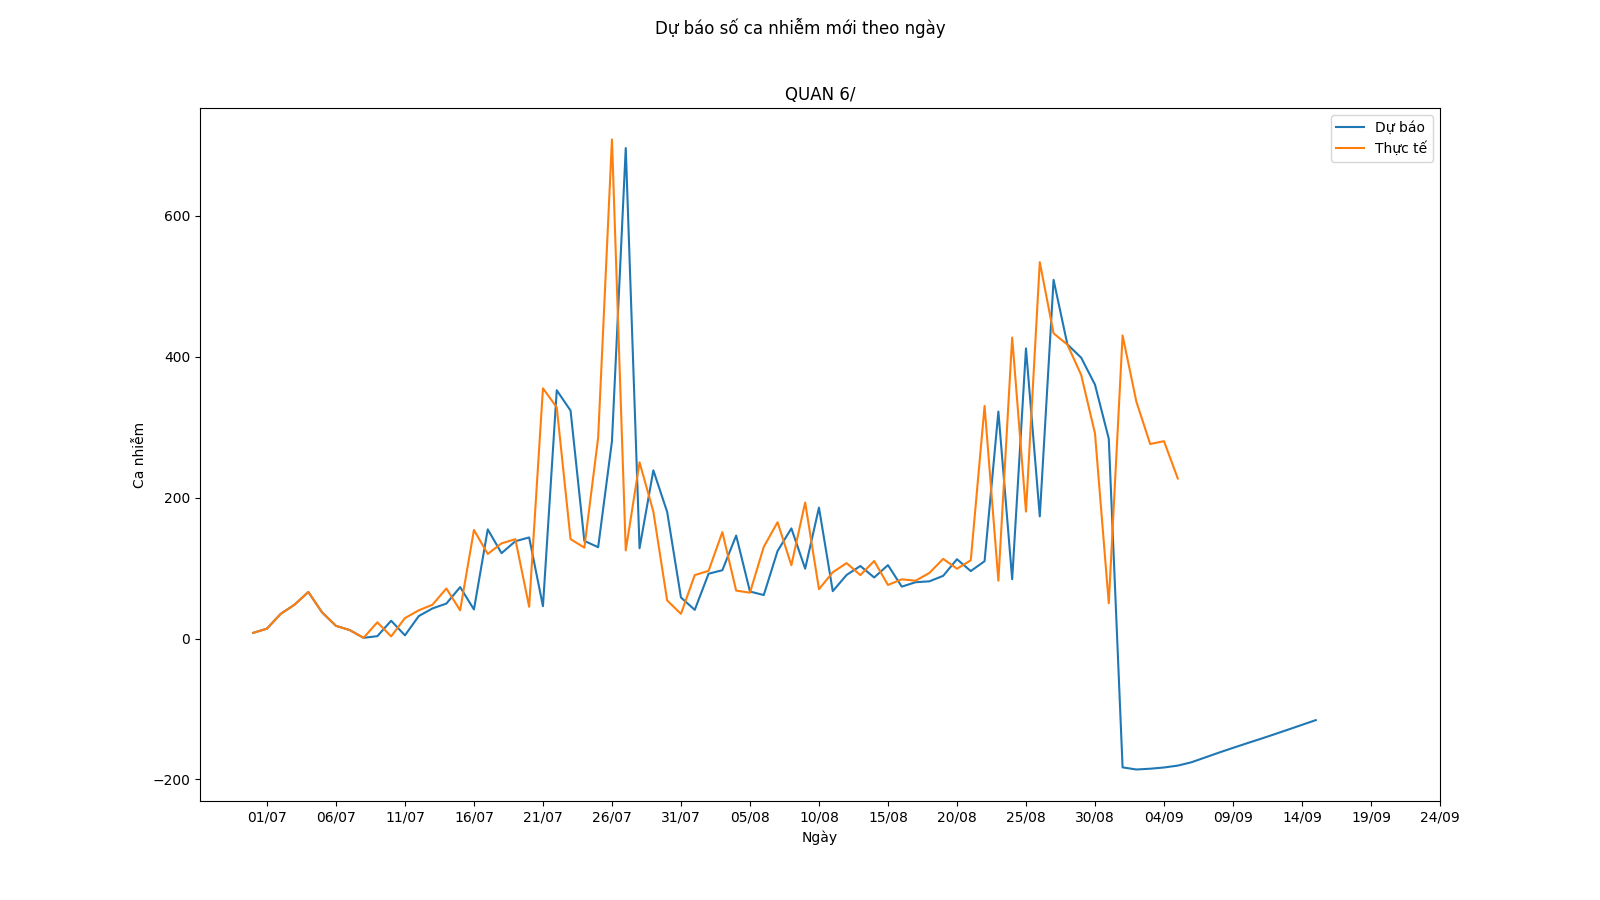 Dự báo số ca nhiễm mới theo ngày
QUAN 6/
Dự báo
Thực tế
600
400
200
0
−200
Ca nhiễm
01/07 06/07 11/07 16/07 21/07 26/07 31/07 05/08 10/08 15/08 20/08 25/08 30/08 04/09 09/09 14/09 19/09 24/09
Ngày